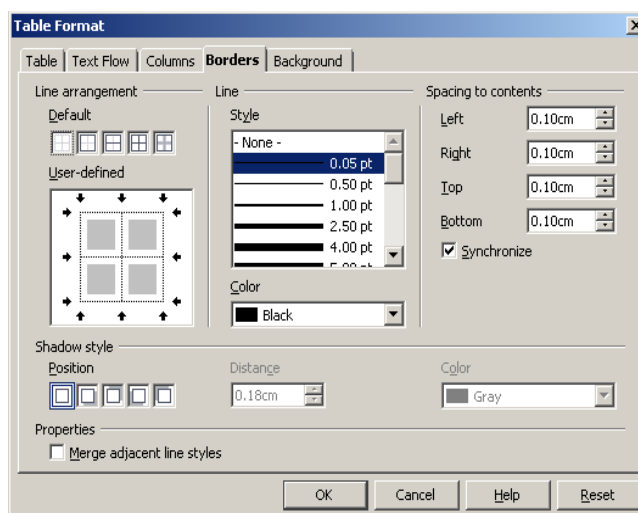 Table Format
Table Text Flow Columns Borders Background
Line arrangement
Default
User-defined
Line
Style
- None -
0.05 pt
0.50 pt
1.00 pt
2.50 pt
4.00 pt
5.00 pt
Color
Black
Spacing to contents
Left 0.10cm
Right 0.10cm
Top 0.10cm
Bottom 0.10cm
Synchronize
Shadow style
Position
Distance
0.18cm
Color
Gray
Properties
Merge adjacent line styles
OK Cancel Help Reset